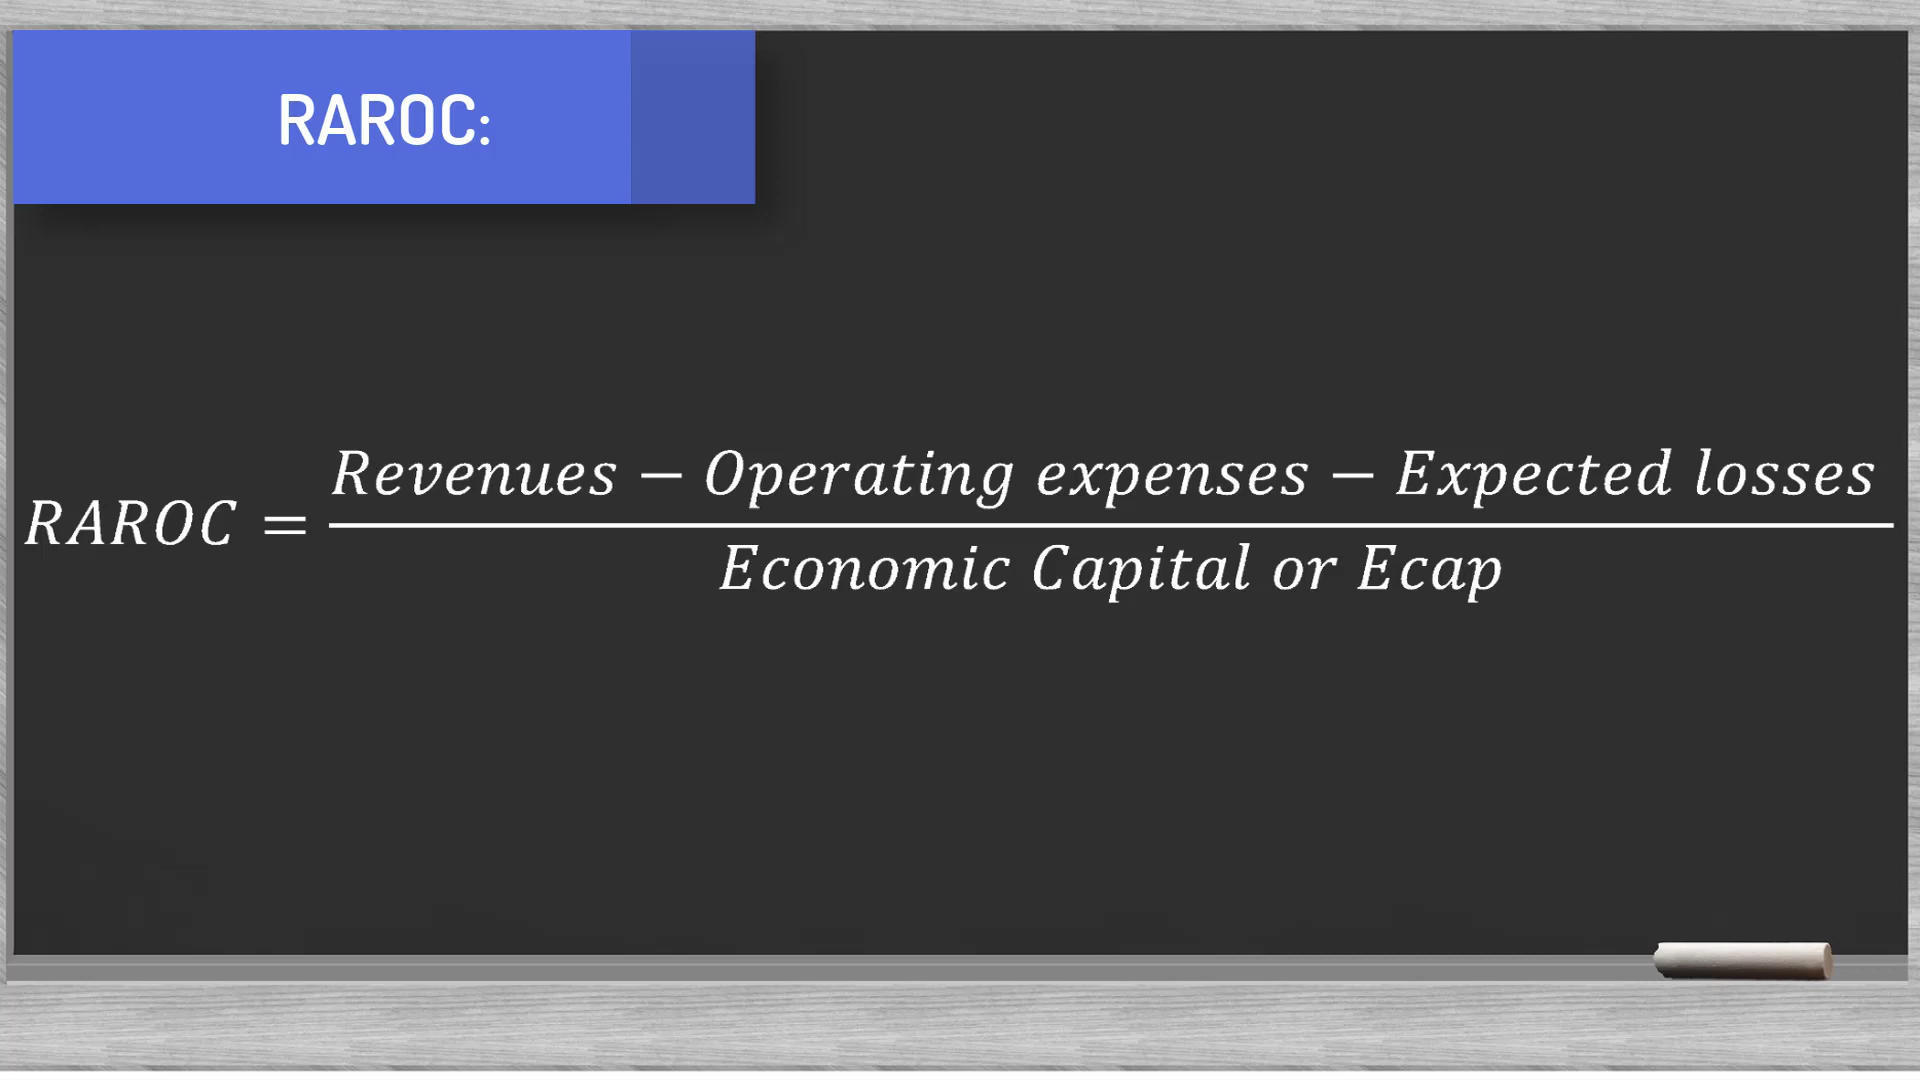 RAROC:
RAROC = Revenues − Operating expenses − Expected losses
Economic Capital or Ecap